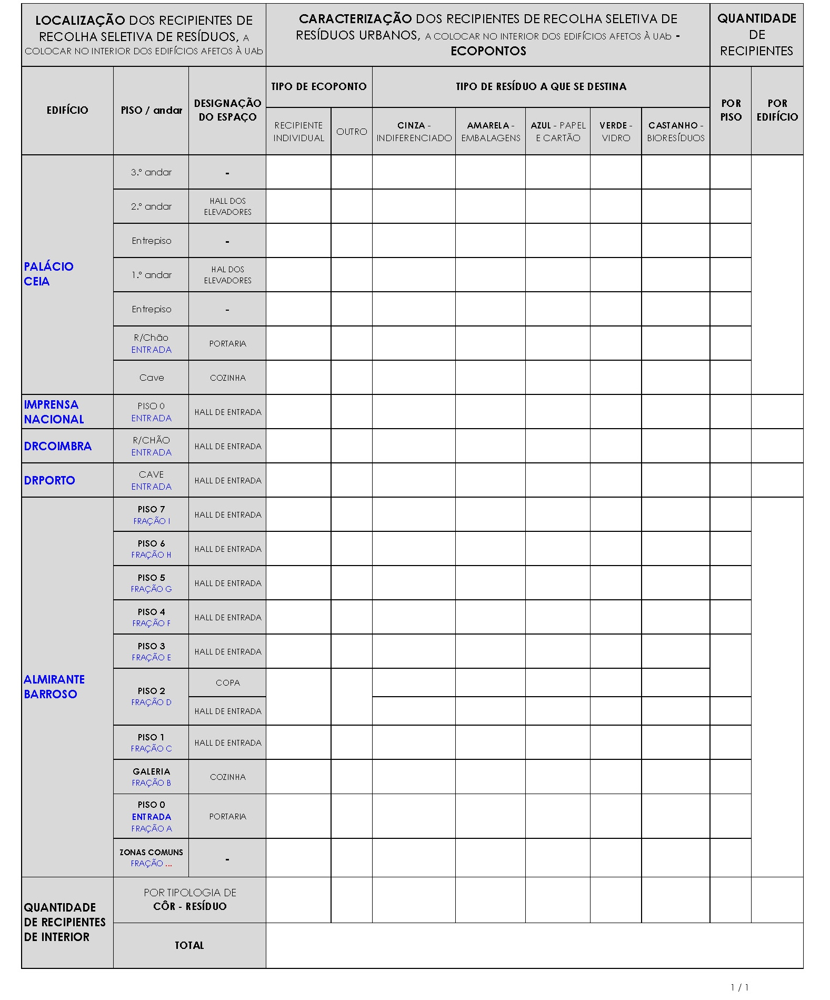 LOCALIZAÇÃO DOS RECIPIENTES DE
RECOLHA SELETIVA DE RESÍDUOS, A
COLOCAR NO INTERIOR DOS EDIFÍCIOS AFETOS À UAb
CARACTERIZAÇÃO DOS RECIPIENTES DE RECOLHA SELETIVA DE
RESÍDUOS URBANOS, A COLOCAR NO INTERIOR DOS EDIFÍCIOS AFETOS À UAb -
ECOPONTOS
QUANTIDADE
DE
RECIPIENTES
EDIFÍCIO
PISO / andar
DESIGNAÇÃO
DO ESPAÇO
TIPO DE ECOPONTO
TIPO DE RESÍDUO A QUE SE DESTINA
POR
PISO
POR
EDIFÍCIO
RECIPIENTE
INDIVIDUAL
OUTRO
CINZA -
INDIFERENCIADO
AMARELA -
EMBALAGENS
AZUL - PAPEL
E CARTÃO
VERDE -
VIDRO
CASTANHO -
BIORESÍDUOS
PALÁCIO
CEIA
3.º andar
-
2.º andar
HALL DOS
ELEVADORES
Entrepiso
-
1.º andar
HAL DOS
ELEVADORES
Entrepiso
-
R/Chão
ENTRADA
PORTARIA
Cave
COZINHA
IMPRENSA
NACIONAL
PISO 0
ENTRADA
HALL DE ENTRADA
DRCOIMBRA
R/CHÃO
ENTRADA
HALL DE ENTRADA
DRPORTO
CAVE
ENTRADA
HALL DE ENTRADA
ALMIRANTE
BARROSO
PISO 7
FRAÇÃO I
HALL DE ENTRADA
PISO 6
FRAÇÃO H
HALL DE ENTRADA
PISO 5
FRAÇÃO G
HALL DE ENTRADA
PISO 4
FRAÇÃO F
HALL DE ENTRADA
PISO 3
FRAÇÃO E
HALL DE ENTRADA
PISO 2
FRAÇÃO D
COPA
HALL DE ENTRADA
PISO 1
FRAÇÃO C
HALL DE ENTRADA
GALERIA
FRAÇÃO B
COZINHA
PISO 0
ENTRADA
FRAÇÃO A
PORTARIA
ZONAS COMUNS
FRAÇÃO ...
-
QUANTIDADE
DE RECIPIENTES
DE INTERIOR
POR TIPOLOGIA DE
CÔR - RESÍDUO
TOTAL
1 / 1